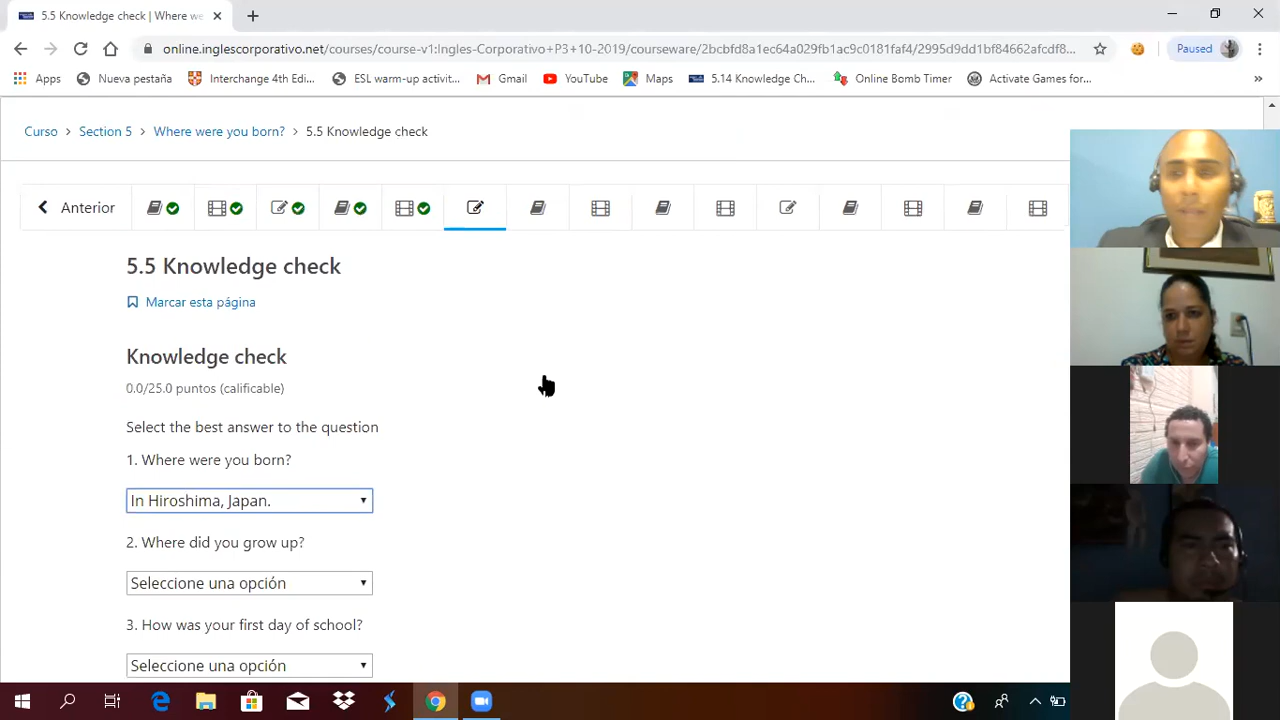 5.5 Knowledge check | Where we
online.inglescorporativo.net/courses/course-v1:Ingles-Corporativo+P3+10-2019/courseware/2bcbfd8a1ec64a029fb1ac9c0181faf4/2995d9dd1bf84662afcdf8...
Paused
Apps
Nueva pestaña
Interchange 4th Edi...
ESL warm-up activit...
Gmail
YouTube
Maps
5.14 Knowledge Ch...
Online Bomb Timer
Activate Games for...
»
Curso > Section 5 > Where were you born? > 5.5 Knowledge check
Anterior
5.5 Knowledge check
Marcar esta página
Knowledge check
0.0/25.0 puntos (calificable)
Select the best answer to the question
1. Where were you born?
In Hiroshima, Japan.
2. Where did you grow up?
Seleccione una opción
3. How was your first day of school?
Seleccione una opción